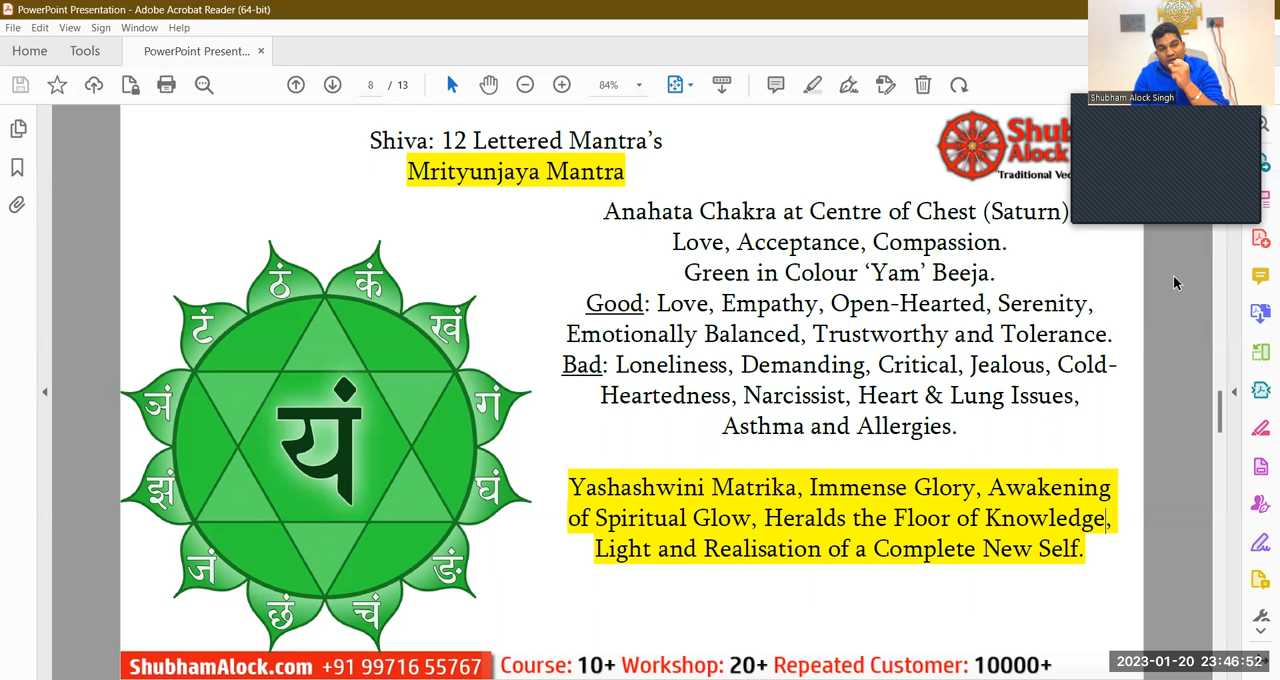 PowerPoint Presentation - Adobe Acrobat Reader (64-bit)
File Edit View Sign Window Help
Home Tools PowerPoint Present... ×
8 / 13 84%
Shubham Alock Singh
Shiva: 12 Lettered Mantra's
Mrityunjaya Mantra
Shub
Alock
Traditional Ved
Anahata Chakra at Centre of Chest (Saturn)
Love, Acceptance, Compassion.
Green in Colour ‘Yam’ Beeja.
Good: Love, Empathy, Open-Hearted, Serenity,
Emotionally Balanced, Trustworthy and Tolerance.
Bad: Loneliness, Demanding, Critical, Jealous, Cold-
Heartedness, Narcissist, Heart & Lung Issues,
Asthma and Allergies.
Yashashwini Matrika, Immense Glory, Awakening
of Spiritual Glow, Heralds the Floor of Knowledge,
Light and Realisation of a Complete New Self.
ठं कं
टं खं
ञं गं
यं
झं घं
जं ङं
छं चं
ShubhamAlock.com +91 99716 55767 Course: 10+ Workshop: 20+ Repeated Customer: 10000+
2023-01-20 23:46:52